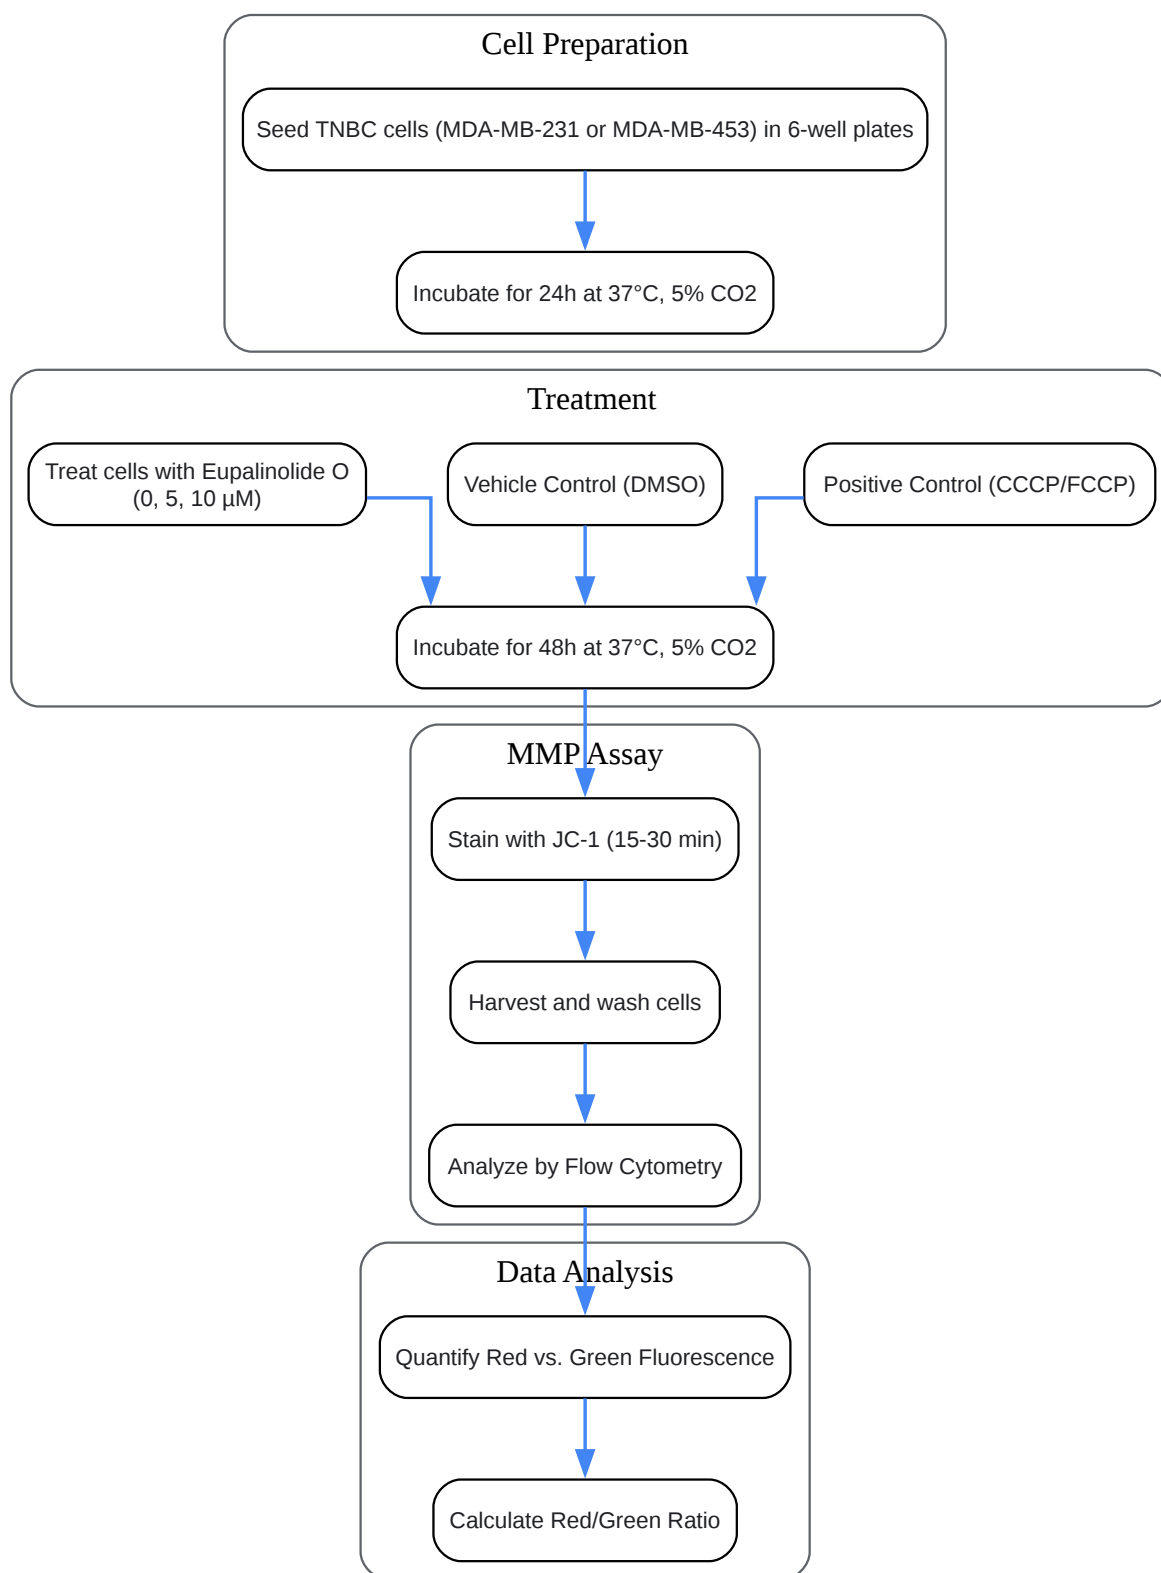 Cell Preparation
Seed TNBC cells (MDA-MB-231 or MDA-MB-453) in 6-well plates
Incubate for 24h at 37°C, 5% CO2
Treatment
Treat cells with Eupalinolide O
(0, 5, 10 µM)
Vehicle Control (DMSO)
Positive Control (CCCP/FCCP)
Incubate for 48h at 37°C, 5% CO2
MMP Assay
Stain with JC-1 (15-30 min)
Harvest and wash cells
Analyze by Flow Cytometry
Data Analysis
Quantify Red vs. Green Fluorescence
Calculate Red/Green Ratio